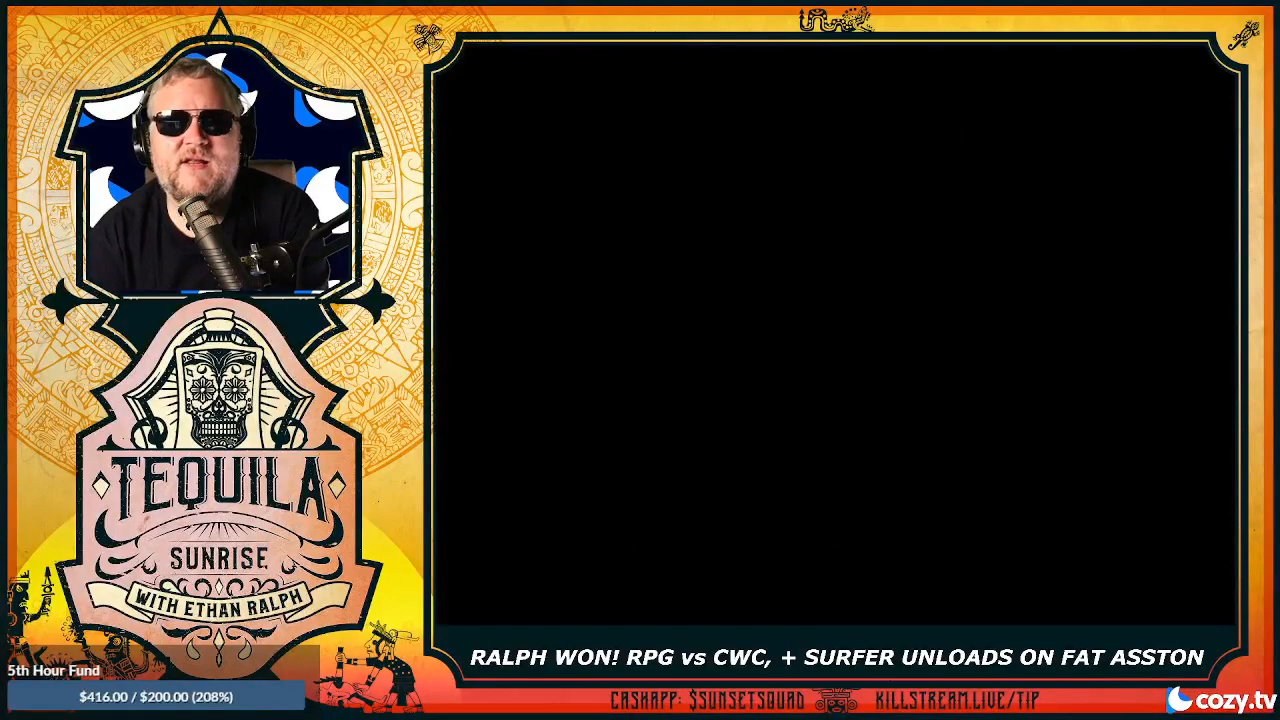 TEQUILA
SUNRISE
WITH ETHAN RALPH
5th Hour Fund
$416.00 / $200.00 (208%)
RALPH WON! RPG vs CWC, + SURFER UNLOADS ON FAT ASSTON
CASHAPP: $SUNSETSQUAD
KILLSTREAM.LIVE/TIP
cozy.tv